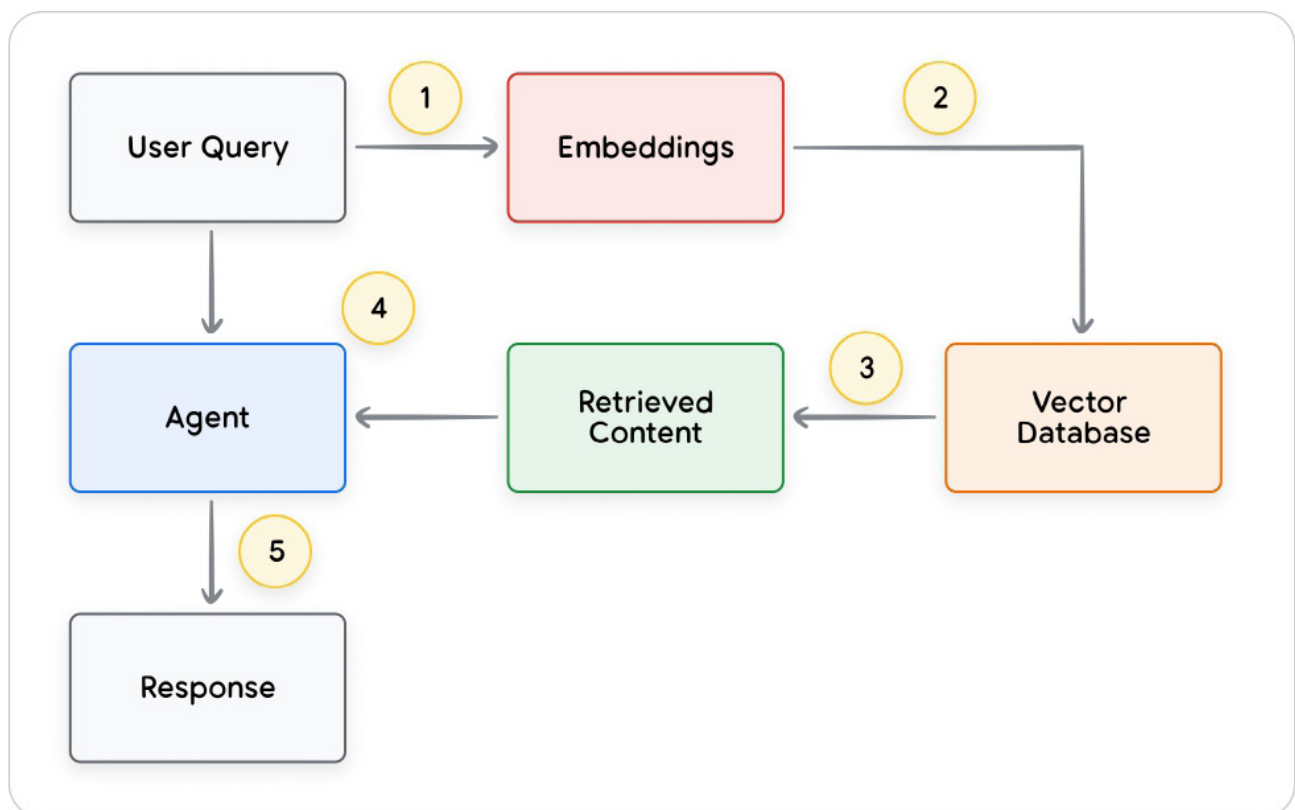 User Query
1
Embeddings
2
4
3
Agent
Retrieved
Content
Vector
Database
5
Response